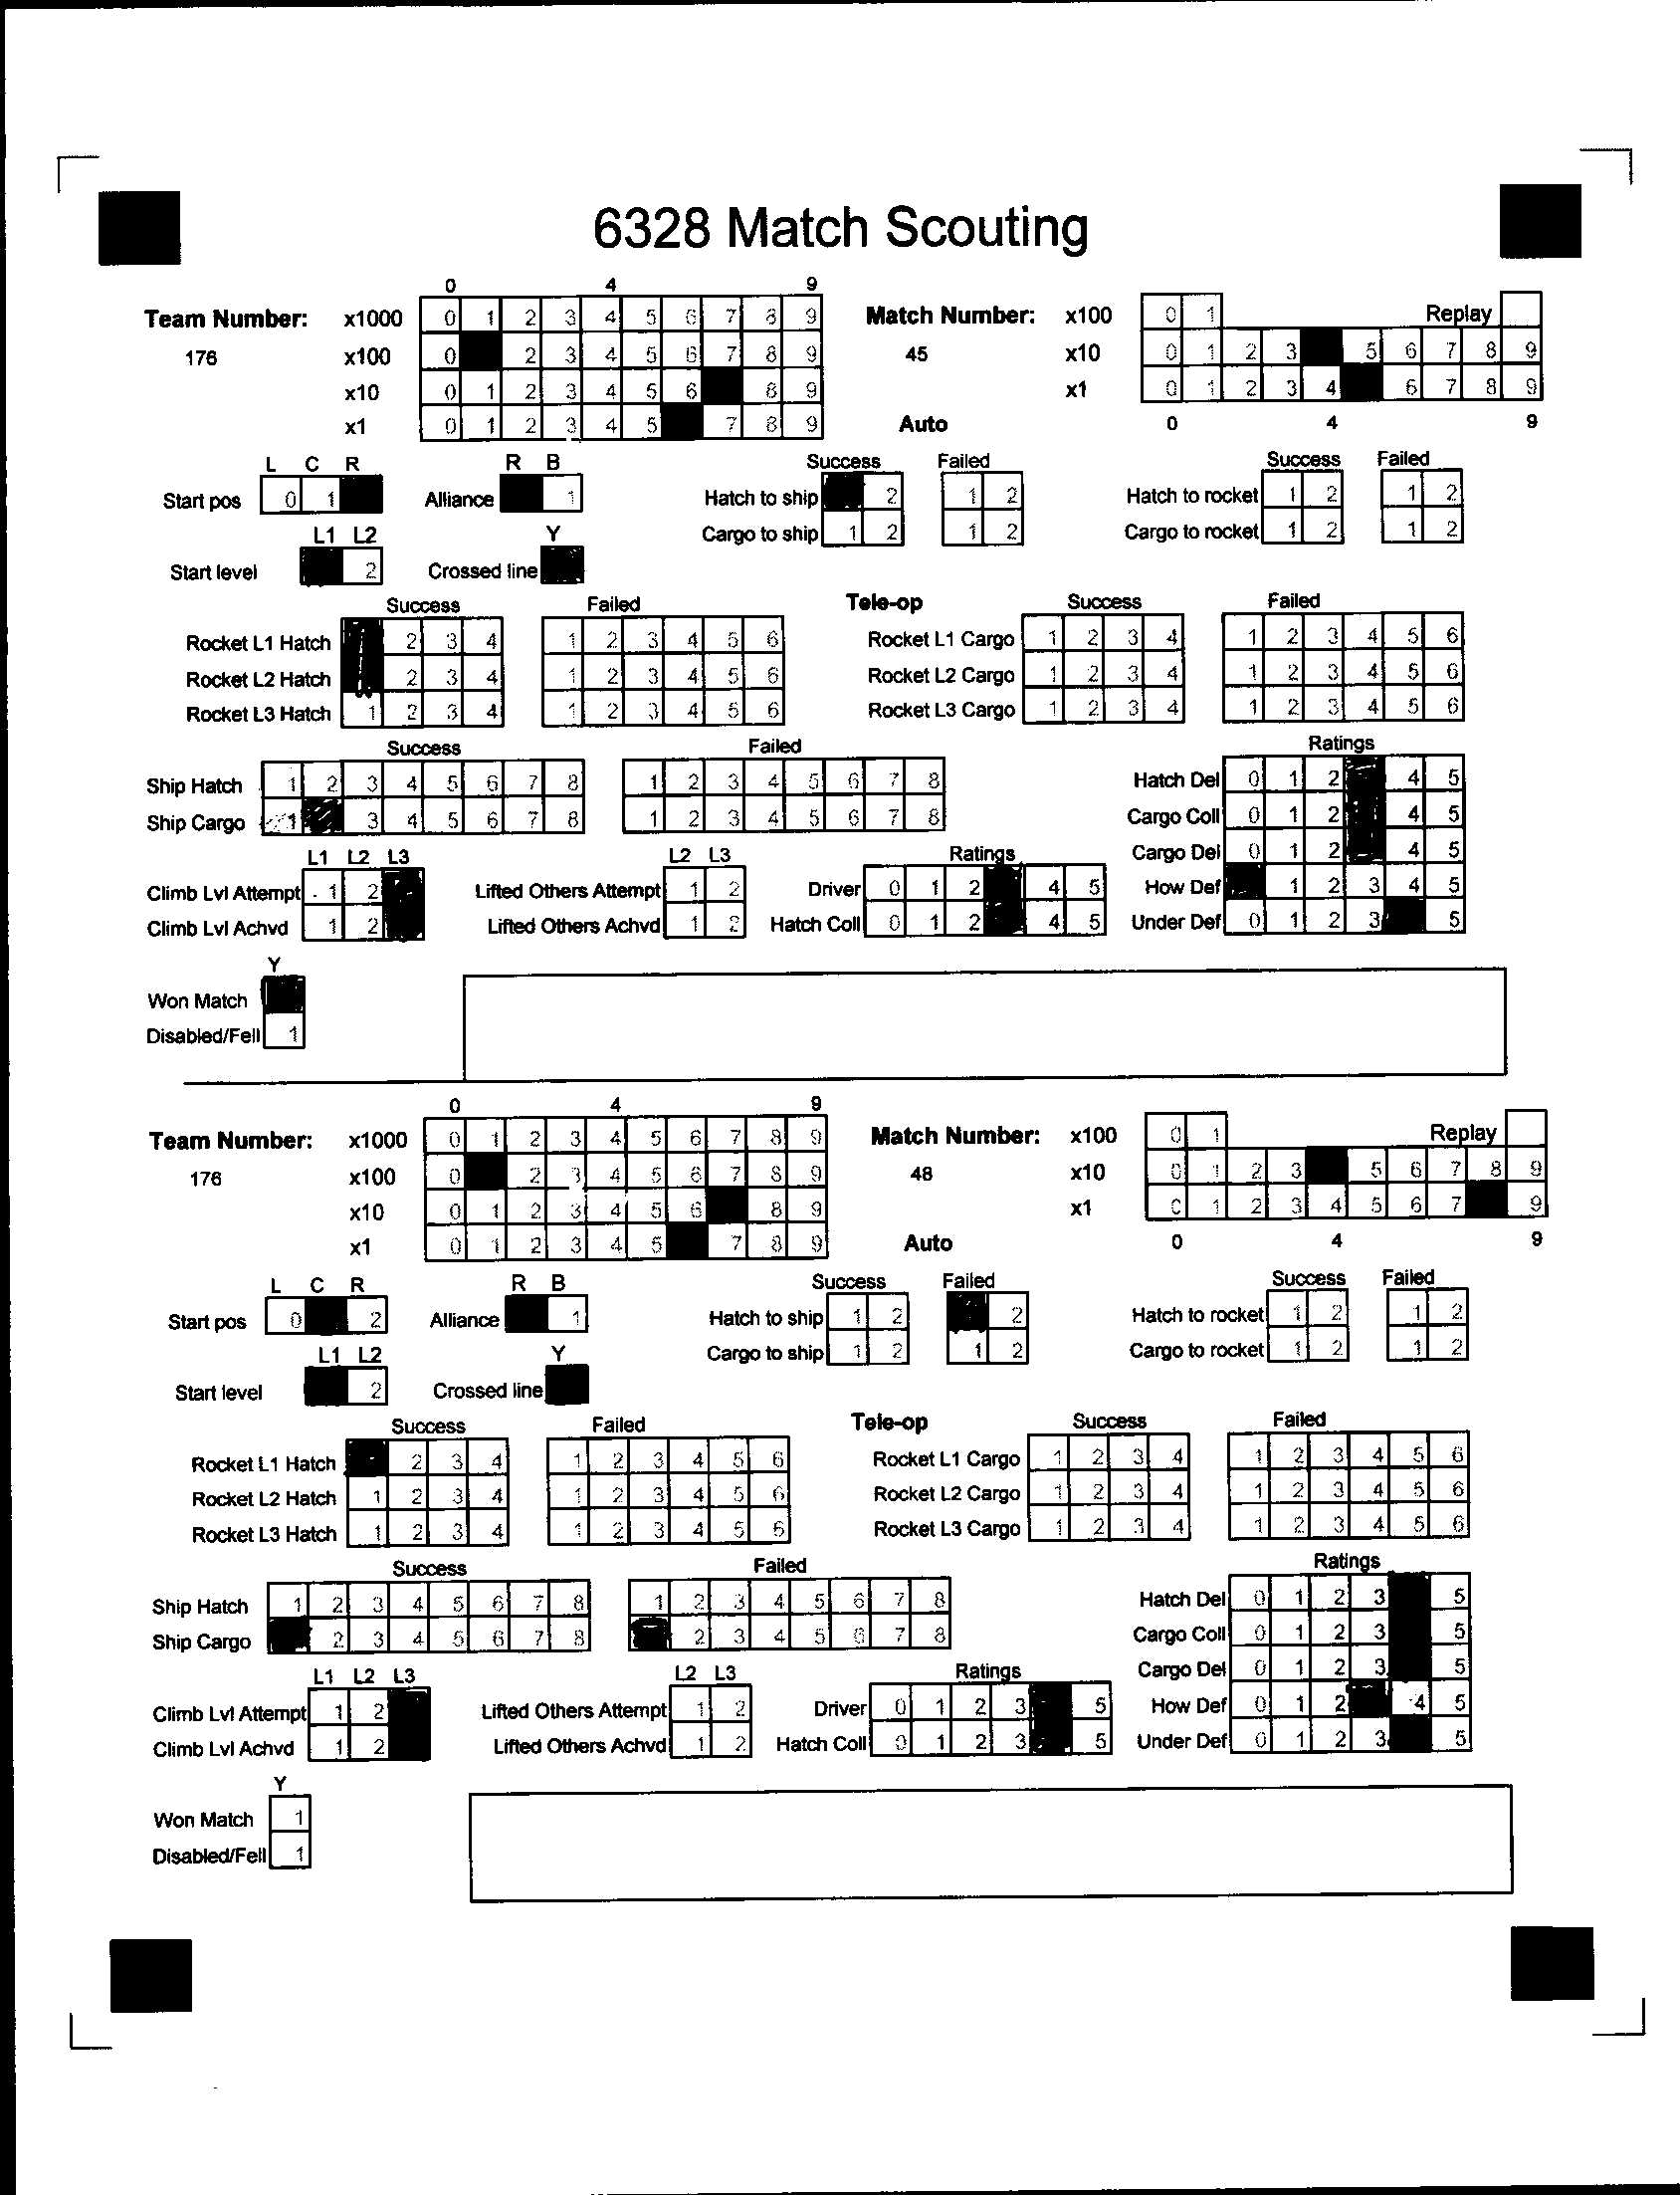 6328 Match Scouting
0 4 9
Team Number: x1000 0 1 2 3 4 5 6 7 8 9 Match Number: x100 0 1 Replay
176 x100 0 2 3 4 5 6 7 8 9 45 x10 0 1 2 3 5 6 7 8 9
x10 0 1 2 3 4 5 6 8 9 x1 0 1 2 3 4 6 7 8 9
x1 0 1 2 3 4 5 7 8 9 Auto 0 4 9
L C R R B Success Failed Success Failed
Start pos 0 1 Alliance 1 Hatch to ship 2 1 2 Hatch to rocket 1 2 1 2
Cargo to ship 1 2 1 2 Cargo to rocket 1 2 1 2
L1 L2 Y
Start level 2 Crossed line
Success Failed Tele-op Success Failed
Rocket L1 Hatch 2 3 4 1 2 3 4 5 6 Rocket L1 Cargo 1 2 3 4 1 2 3 4 5 6
Rocket L2 Hatch 2 3 4 1 2 3 4 5 6 Rocket L2 Cargo 1 2 3 4 1 2 3 4 5 6
Rocket L3 Hatch 1 2 3 4 1 2 3 4 5 6 Rocket L3 Cargo 1 2 3 4 1 2 3 4 5 6
Success Failed Ratings
Ship Hatch 1 2 3 4 5 6 7 8 1 2 3 4 5 6 7 8 Hatch Del 0 1 2 4 5
Ship Cargo 1 3 4 5 6 7 8 1 2 3 4 5 6 7 8 Cargo Coll 0 1 2 4 5
L1 L2 L3 L2 L3 Ratings Cargo Del 0 1 2 4 5
Climb Lvl Attempt 1 2 Lifted Others Attempt 1 2 Driver 0 1 2 4 5 How Def 1 2 3 4 5
Climb Lvl Achvd 1 2 Lifted Others Achvd 1 2 Hatch Coll 0 1 2 4 5 Under Def 0 1 2 3 5
Y
Won Match
Disabled/Fell 1
0 4 9
Team Number: x1000 0 1 2 3 4 5 6 7 8 9 Match Number: x100 0 1 Replay
176 x100 0 2 3 4 5 6 7 8 9 48 x10 0 1 2 3 5 6 7 8 9
x10 0 1 2 3 4 5 6 8 9 x1 0 1 2 3 4 5 6 7 9
x1 0 1 2 3 4 5 7 8 9 Auto 0 4 9
L C R R B Success Failed Success Failed
Start pos 0 2 Alliance 1 Hatch to ship 1 2 2 Hatch to rocket 1 2 1 2
Cargo to ship 1 2 1 2 Cargo to rocket 1 2 1 2
L1 L2 Y
Start level 2 Crossed line
Success Failed Tele-op Success Failed
Rocket L1 Hatch 2 3 4 1 2 3 4 5 6 Rocket L1 Cargo 1 2 3 4 1 2 3 4 5 6
Rocket L2 Hatch 1 2 3 4 1 2 3 4 5 6 Rocket L2 Cargo 1 2 3 4 1 2 3 4 5 6
Rocket L3 Hatch 1 2 3 4 1 2 3 4 5 6 Rocket L3 Cargo 1 2 3 4 1 2 3 4 5 6
Success Failed Ratings
Ship Hatch 1 2 3 4 5 6 7 8 1 2 3 4 5 6 7 8 Hatch Del 0 1 2 3 5
Ship Cargo 2 3 4 5 6 7 8 2 3 4 5 6 7 8 Cargo Coll 0 1 2 3 5
L1 L2 L3 L2 L3 Ratings Cargo Del 0 1 2 3 5
Climb Lvl Attempt 1 2 Lifted Others Attempt 1 2 Driver 0 1 2 3 5 How Def 0 1 2 4 5
Climb Lvl Achvd 1 2 Lifted Others Achvd 1 2 Hatch Coll 0 1 2 3 5 Under Def 0 1 2 3 5
Y
Won Match 1
Disabled/Fell 1